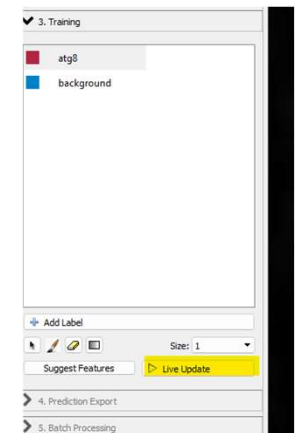 3. Training
atg8
background
Add Label
Size: 1
Suggest Features
Live Update
4. Prediction Export
5. Batch Processing